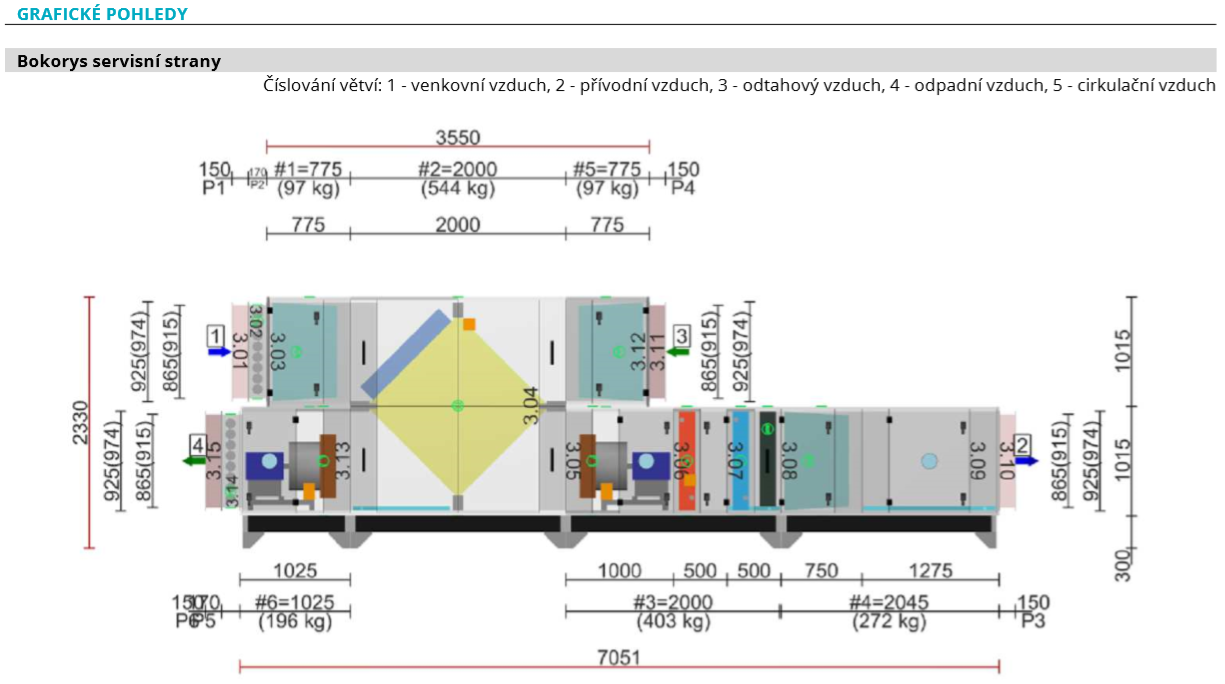 GRAFICKÉ POHLEDY
Bokorys servisní strany
Číslování větví: 1 - venkovní vzduch, 2 - přívodní vzduch, 3 - odtahový vzduch, 4 - odpadní vzduch, 5 - cirkulační vzduch
3550
150 170 #1=775 #2=2000 #5=775 150
P1 P2 (97 kg) (544 kg) (97 kg) P4
775 2000 775
2330
925(974) 865(915) 1 3.01 3.02 3.03 3.04 3.12 3.11 3 865(915) 925(974) 1015
925(974) 865(915) 4 3.15 3.14 3.13 3.05 3.06 3.07 3.08 3.09 3.10 2 865(915) 925(974) 1015
300
1025 1000 500 500 750 1275
150 170 #6=1025 #3=2000 #4=2045 150
P6 P5 (196 kg) (403 kg) (272 kg) P3
7051